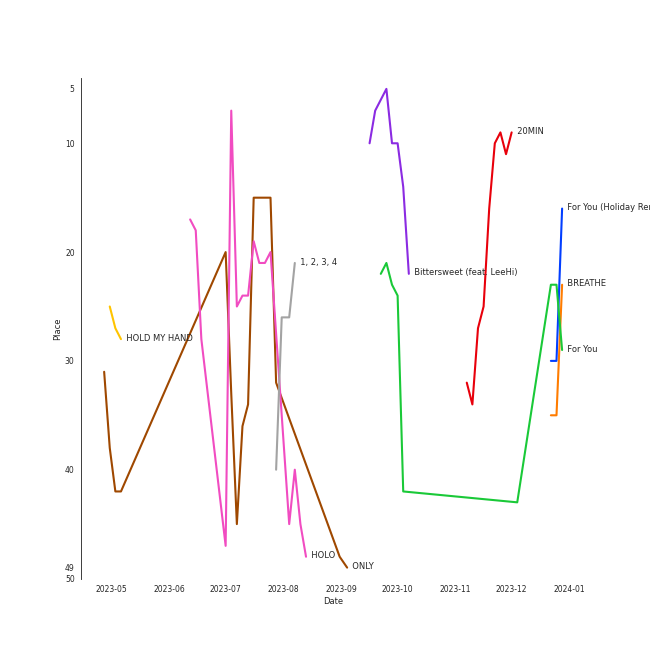 5
10
20
30
40
49
50
Place
20MIN
For You (Holiday Re
1, 2, 3, 4
Bittersweet (feat. LeeHi)
BREATHE
HOLD MY HAND
For You
HOLO
ONLY
2023-05 2023-06 2023-07 2023-08 2023-09 2023-10 2023-11 2023-12 2024-01
Date